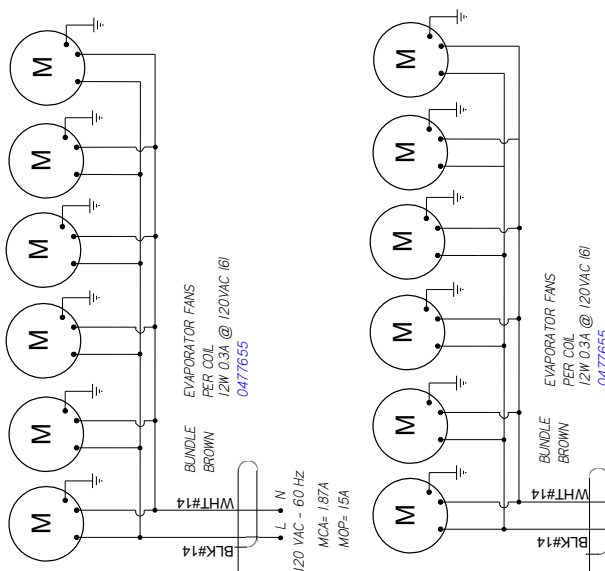 M
M
M
M
M
M
EVAPORATOR FANS
PER COIL
12W 0.3A @ 120VAC (6)
0477655
BUNDLE
BROWN
WHT#14
BLK#14
L N
120 VAC - 60 Hz
MCA= 1.87A
MOP= 15A
M
M
M
M
M
M
EVAPORATOR FANS
PER COIL
12W 0.3A @ 120VAC (6)
0477655
BUNDLE
BROWN
WHT#14
BLK#14